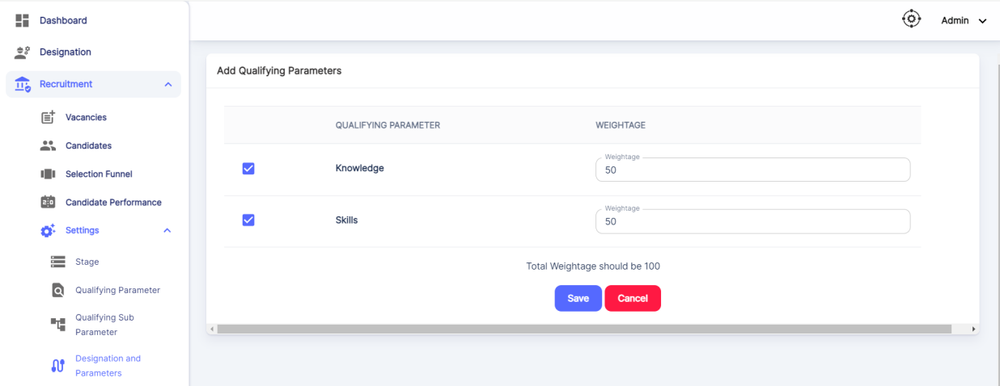 Dashboard
Designation
Recruitment
Vacancies
Candidates
Selection Funnel
Candidate Performance
Settings
Stage
Qualifying Parameter
Qualifying Sub
Parameter
Designation and
Parameters
Admin
Add Qualifying Parameters
QUALIFYING PARAMETER WEIGHTAGE
Weightage
Knowledge 50
Weightage
Skills 50
Total Weightage should be 100
Save Cancel